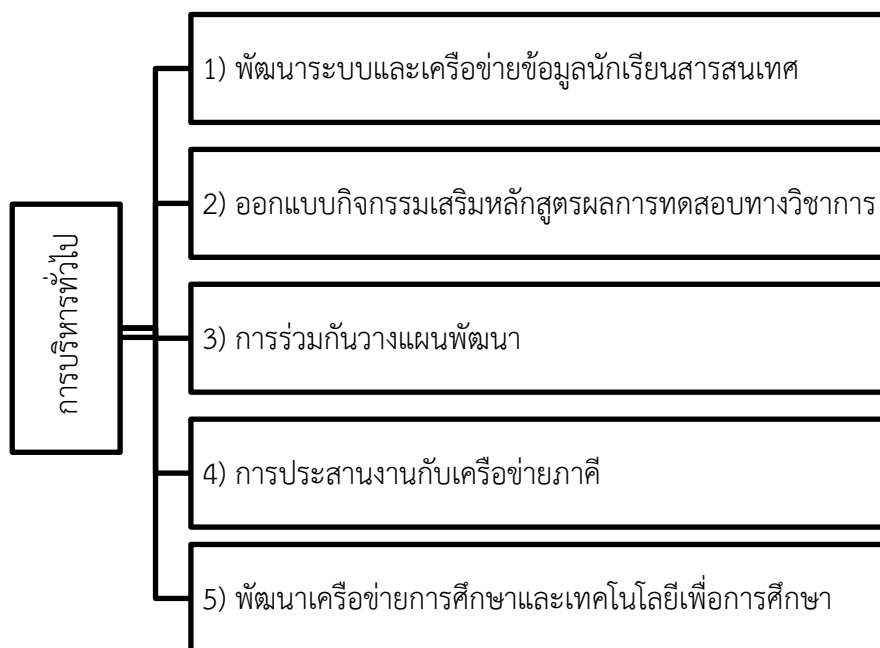 การบริหารทั่วไป
1) พัฒนาระบบและเครือข่ายข้อมูลนักเรียนสารสนเทศ
2) ออกแบบกิจกรรมเสริมหลักสูตรผลการทดสอบทางวิชาการ
3) การร่วมกันวางแผนพัฒนา
4) การประสานงานกับเครือข่ายภาคี
5) พัฒนาเครือข่ายการศึกษาและเทคโนโลยีเพื่อการศึกษา